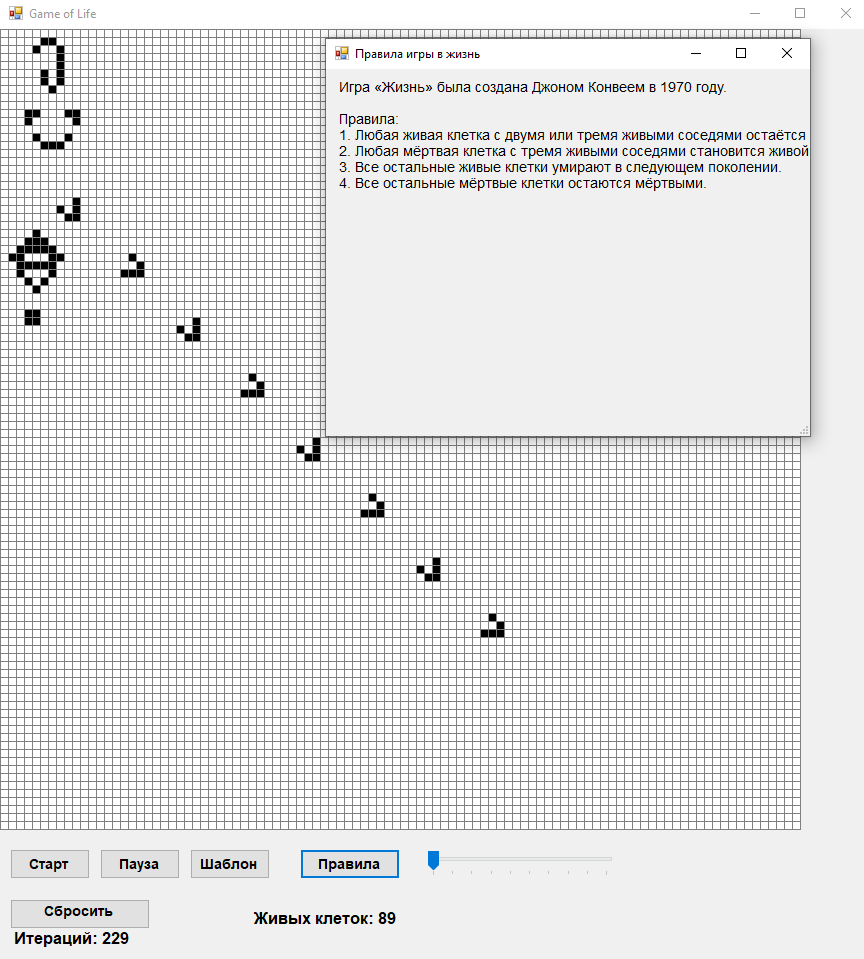 Game of Life
Правила игры в жизнь
Игра «Жизнь» была создана Джоном Конвеем в 1970 году.
Правила:
1. Любая живая клетка с двумя или тремя живыми соседями остаётся
2. Любая мёртвая клетка с тремя живыми соседями становится живой
3. Все остальные живые клетки умирают в следующем поколении.
4. Все остальные мёртвые клетки остаются мёртвыми.
Старт
Пауза
Шаблон
Правила
Сбросить
Живых клеток: 89
Итераций: 229